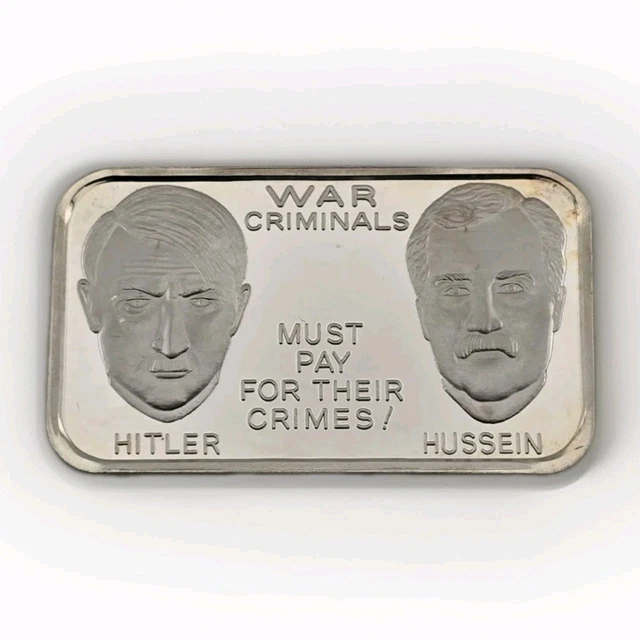 WAR
CRIMINALS
MUST
PAY
FOR THEIR
CRIMES!
HITLER
HUSSEIN